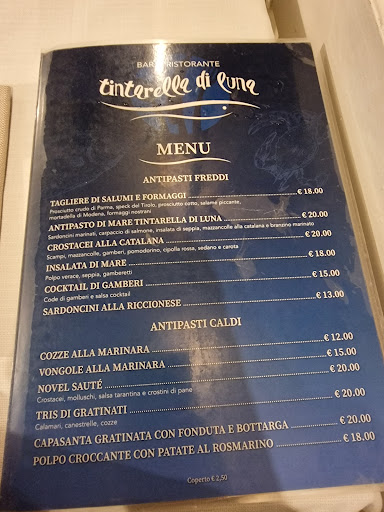 BAR RISTORANTE
tintarella di luna
MENU
ANTIPASTI FREDDI
TAGLIERE DI SALUMI E FORMAGGI € 18.00
Prosciutto crudo di Parma, speck del Tirolo, prosciutto cotto, salame piccante,
mortadella di Modena, formaggi nostrani
ANTIPASTO DI MARE TINTARELLA DI LUNA € 20.00
Sardoncini marinati, carpaccio di salmone, insalata di seppia, mazzancolle alla catalana e branzino marinato
CROSTACEI ALLA CATALANA € 20.00
Scampi, mazzancolle, gamberi, pomodorino, cipolla rossa, sedano e carota
INSALATA DI MARE € 18.00
Polpo verace, seppia, gamberetti
COCKTAIL DI GAMBERI € 15.00
Code di gamberi e salsa cocktail
SARDONCINI ALLA RICCIONESE € 13.00
ANTIPASTI CALDI
COZZE ALLA MARINARA € 12.00
VONGOLE ALLA MARINARA € 15.00
NOVEL SAUTÉ € 20.00
Crostacei, molluschi, salsa tarantina e crostini di pane
TRIS DI GRATINATI € 20.00
Calamari, canestrelle, cozze
CAPASANTA GRATINATA CON FONDUTA E BOTTARGA € 20.00
POLPO CROCCANTE CON PATATE AL ROSMARINO € 18.00
Coperto € 2,50